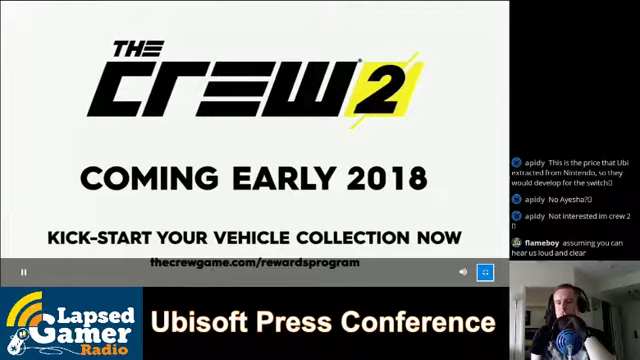 THE
CREW 2
COMING EARLY 2018
KICK-START YOUR VEHICLE COLLECTION NOW
thecrewgame.com/rewardsprogram
apidy This is the price that Ubi
extracted from Nintendo, so they
would develop for the switch
apidy No Ayesha?
apidy Not interested im crew 2
flameboy assuming you can
hear us loud and clear
Lapsed
Gamer
Radio
Ubisoft Press Conference